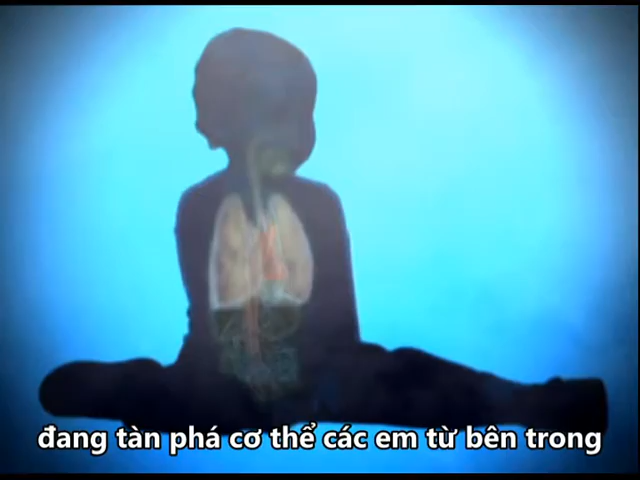 đang tàn phá cơ thể các em từ bên trong